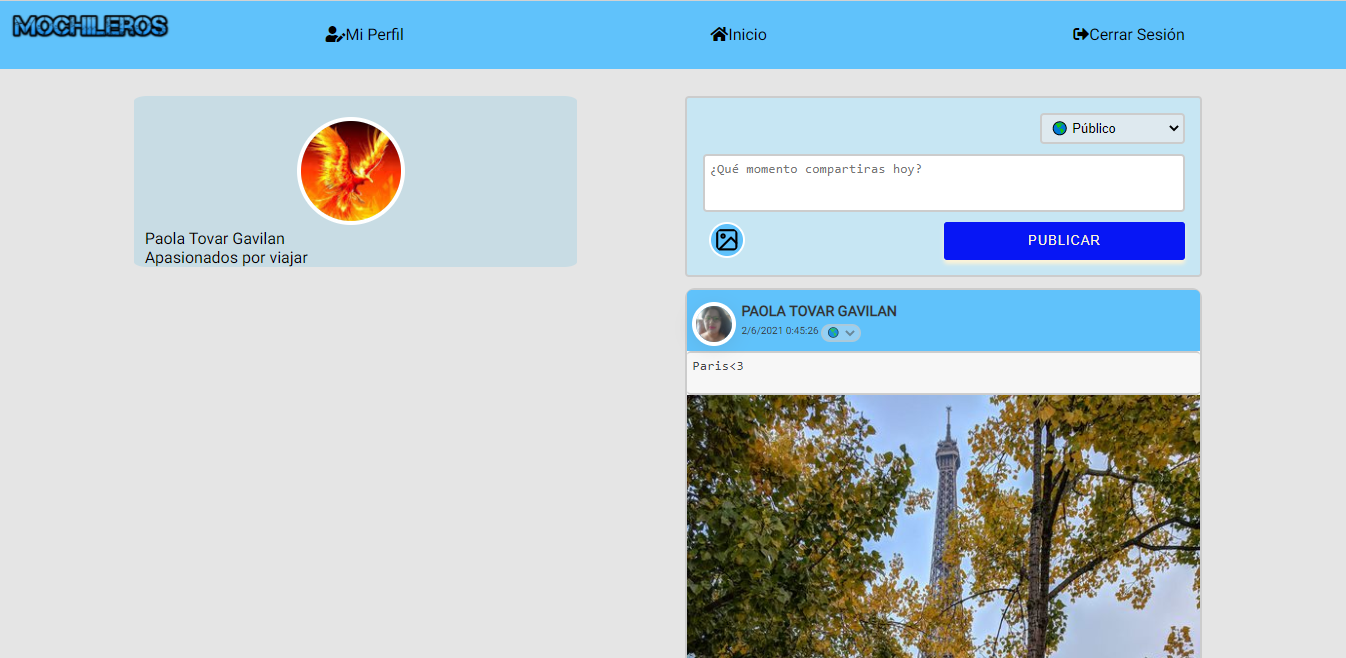 MOCHILEROS
Mi Perfil
Inicio
Cerrar Sesión
Paola Tovar Gavilan
Apasionados por viajar
Público
¿Qué momento compartiras hoy?
PUBLICAR
PAOLA TOVAR GAVILAN
2/6/2021 0:45:26
Paris<3